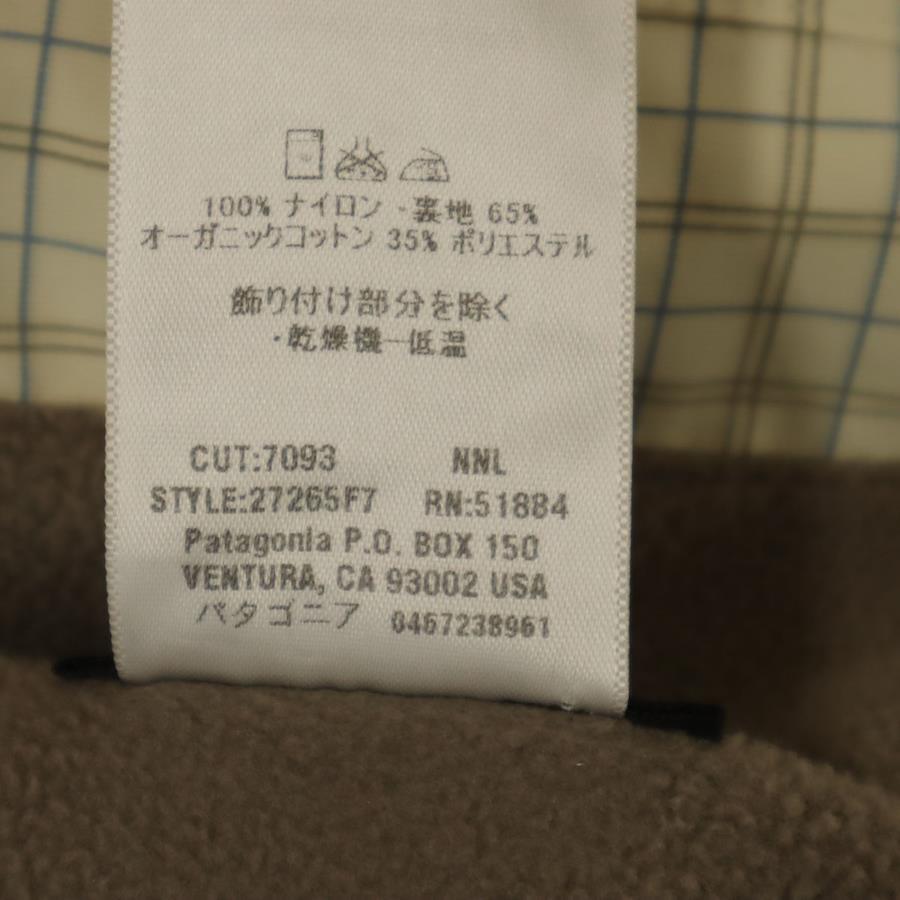 100% ナイロン ・裏地 65%
オーガニックコットン 35% ポリエステル
飾り付け部分を除く
・乾燥機ー低温
CUT:7093 NNL
STYLE:27265F7 RN:51884
Patagonia P.O. BOX 150
VENTURA, CA 93002 USA
パタゴニア 0467238961